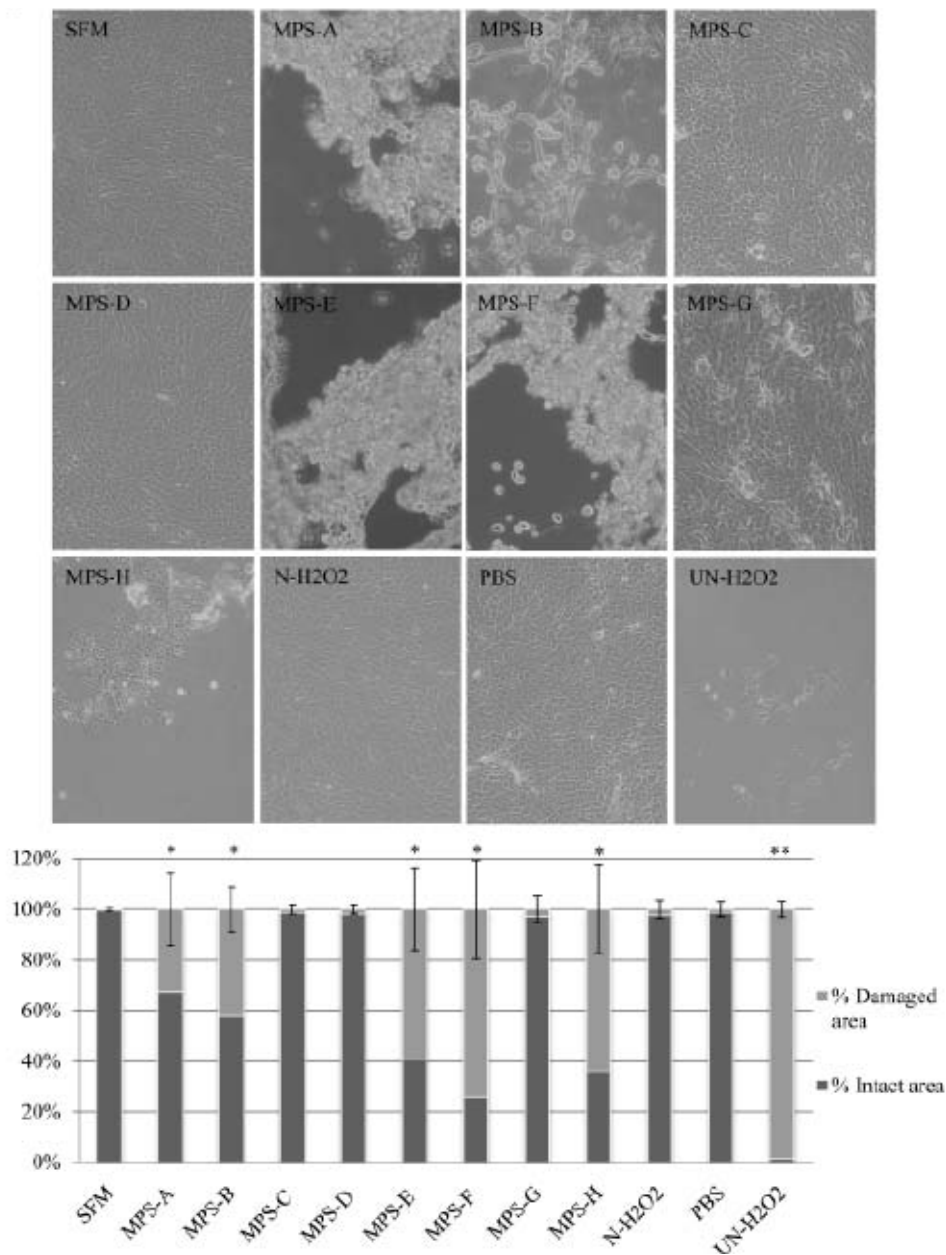 SFM MPS-A MPS-B MPS-C
MPS-D MPS-E MPS-F MPS-G
MPS-H N-H2O2 PBS UN-H2O2
120%
* * * * * **
100%
80%
60%
40%
20%
0%
% Damaged
area
% Intact area
SFM MPS-A MPS-B MPS-C MPS-D MPS-E MPS-F MPS-G MPS-H N-H2O2 PBS UN-H2O2